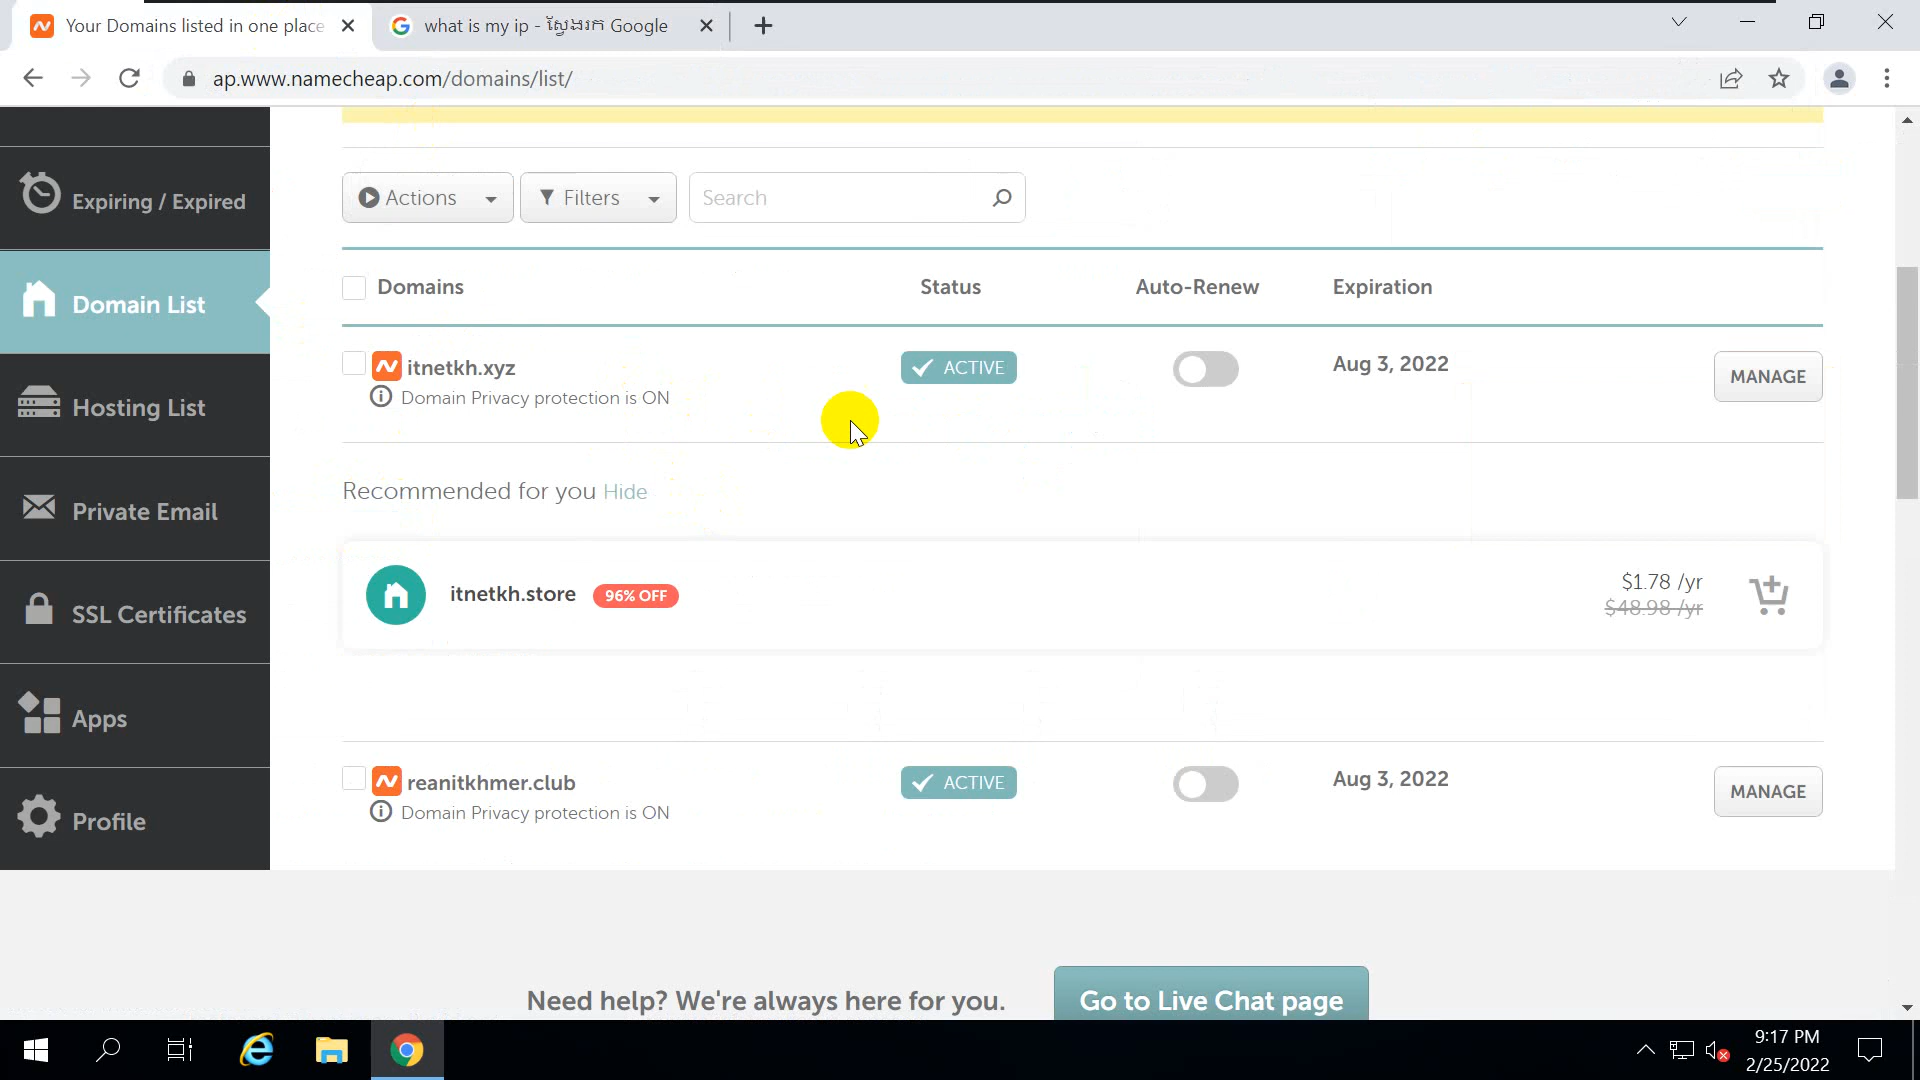 Your Domains listed in one place
what is my ip - ស្វែងរក Google
ap.www.namecheap.com/domains/list/
Expiring / Expired
Domain List
Hosting List
Private Email
SSL Certificates
Apps
Profile
Actions
Filters
Search
Domains
Status
Auto-Renew
Expiration
itnetkh.xyz
ACTIVE
Aug 3, 2022
MANAGE
Domain Privacy protection is ON
Recommended for you Hide
itnetkh.store
96% OFF
$1.78 /yr
$48.98 /yr
reanitkhmer.club
ACTIVE
Aug 3, 2022
MANAGE
Domain Privacy protection is ON
Need help? We're always here for you.
Go to Live Chat page
9:17 PM
2/25/2022